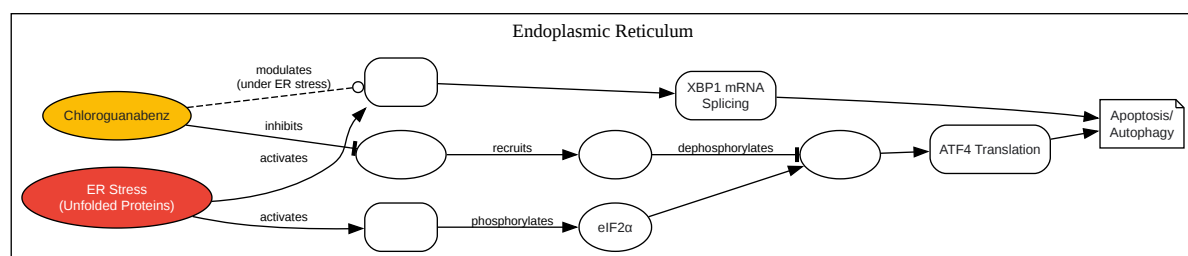 Endoplasmic Reticulum
modulates
(under ER stress)
XBP1 mRNA
Splicing
Chloroguanabenz
Apoptosis/
Autophagy
inhibits
recruits
dephosphorylates
ATF4 Translation
activates
ER Stress
(Unfolded Proteins)
activates
phosphorylates
eIF2α